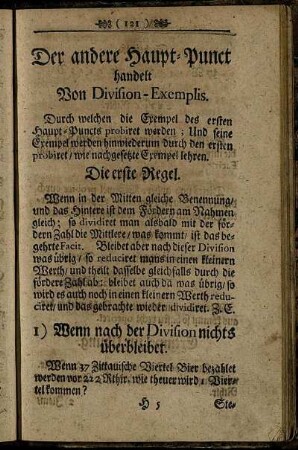 ( 121 )
Der andere Haupt-Punct
handelt
Von Division-Exemplis.
Durch welchen die Exempel des ersten
Haupt-Puncts probiret werden; Und seine
Exempel werden hinwiederum durch den ersten
probiret / wie nachgesetzte Exempel lehren.
Die erste Regel.
Wenn in der Mitten gleiche Benennung/
und das Hintere ist dem Fördern am Nahmen
gleich; so dividiret man alsbald mit der för-
dern Zahl die Mittlere / was kommt / ist das be-
gehrte Facit. Bleibet aber nach dieser Division
was übrig / so reduciret mans in einen kleinern
Werth / und theilt dasselbe gleichfalls durch die
fördere Zahl ab: bleibet auch da was übrig / so
wird es auch noch in einen kleinern Werth redu-
ciret / und das gebrachte wieder dividiret. Z. E.
1) Wenn nach der Division nichts
überbleibet.
Wenn 37 Zittauische Viertel Bier bezahlet
werden vor 222 Rthlr. wie theuer wird 1. Vier-
tel kommen?
H 5
Ste-